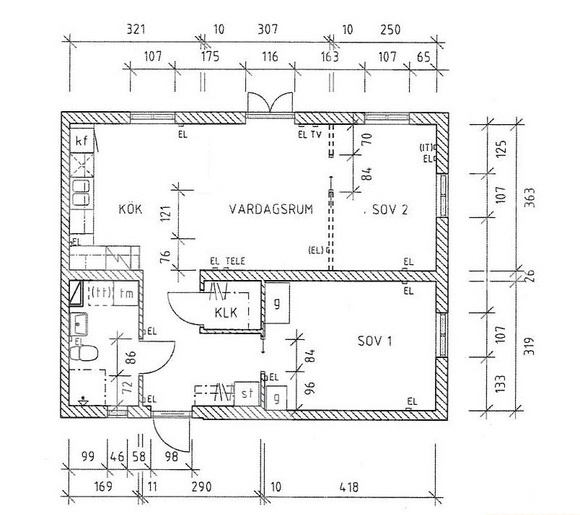 321 10 307 10 250
107 175 116 163 107 65
EL EL TV 70
kf (IT) 125
EL
84
107 363
KÖK 121 VARDAGSRUM SOV 2
EL 76 (EL)
EL TELE EL
EL 26
(tt) tm g
KLK
EL SOV 1 107 319
EL 86 84
72 EL 96 133
st g EL
99 46 58 98
169 11 290 10 418